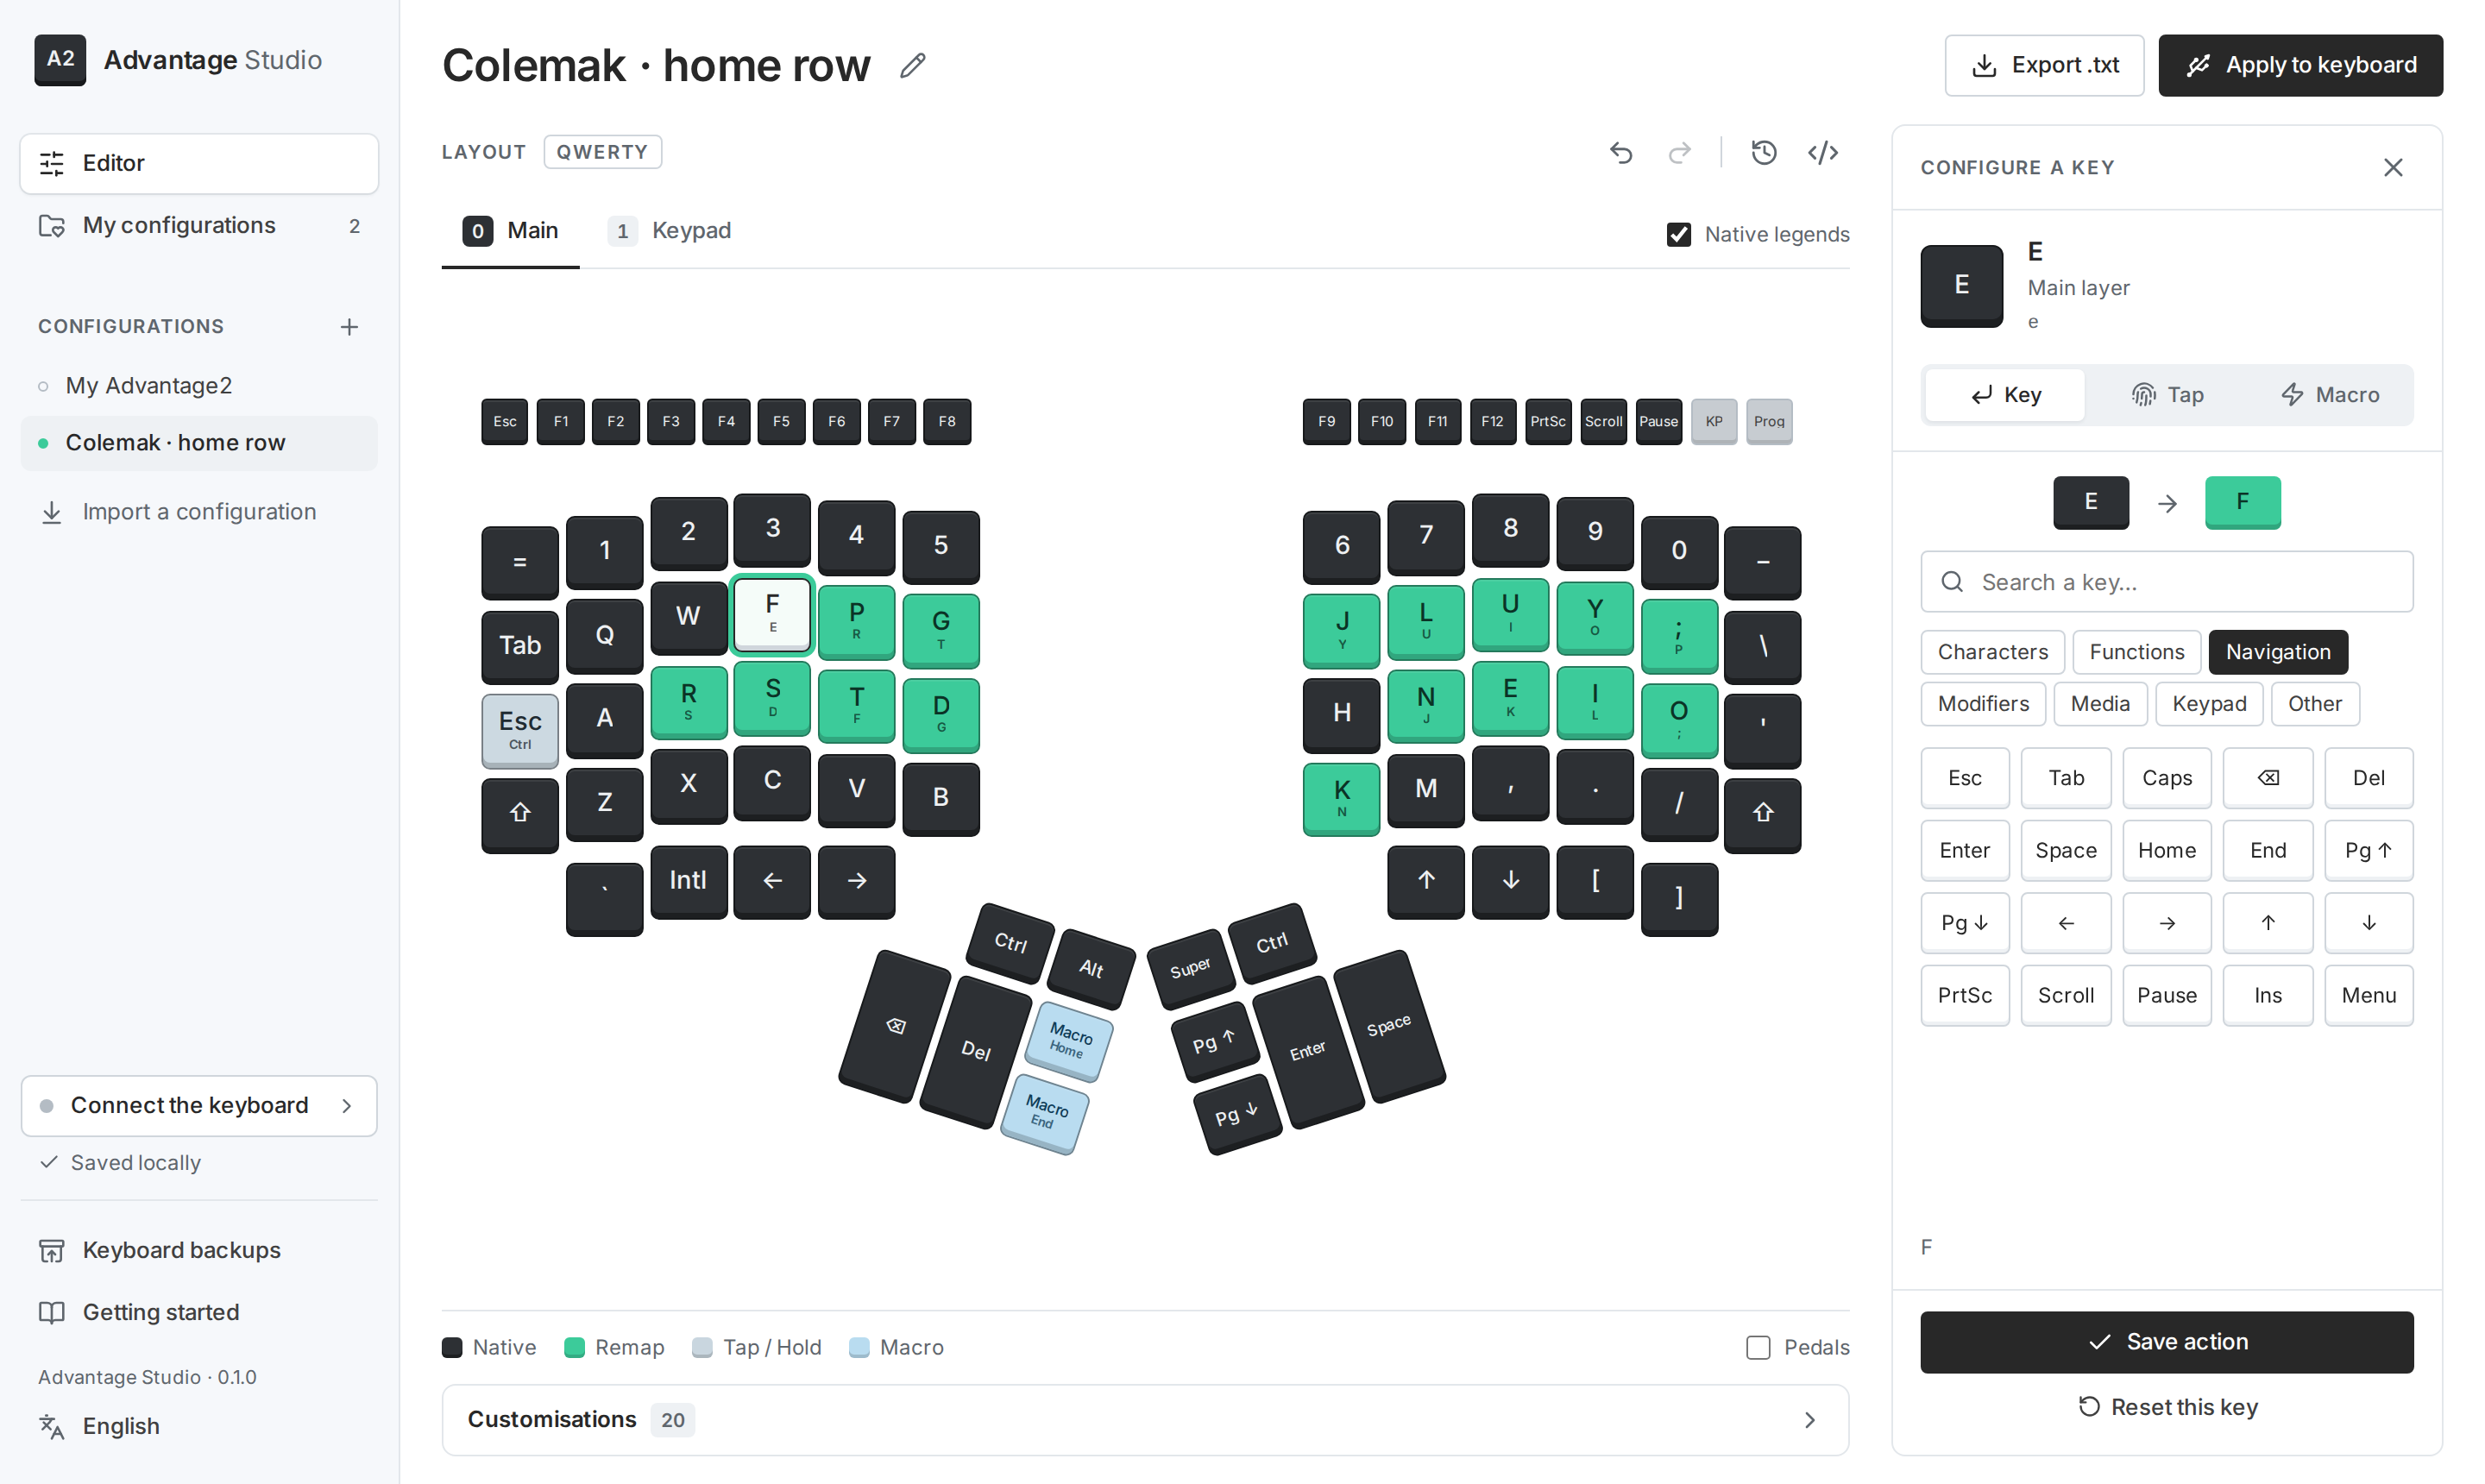 A2 Advantage Studio
Editor
My configurations 2
CONFIGURATIONS
My Advantage2
Colemak · home row
Import a configuration
Connect the keyboard
Saved locally
Keyboard backups
Getting started
Advantage Studio · 0.1.0
English
Colemak · home row
Export .txt
Apply to keyboard
LAYOUT QWERTY
0 Main 1 Keypad
Native legends
Esc F1 F2 F3 F4 F5 F6 F7 F8
F9 F10 F11 F12 PrtSc Scroll Pause KP Prog
= 1 2 3 4 5
6 7 8 9 0 –
Tab Q W F E P R G T
J Y L U U I Y O ; P \
Esc Ctrl A R S S D T F D G
H N J E K I L O ; '
⇧ Z X C V B
K N M , . / ⇧
` Intl ← →
↑ ↓ [ ]
Ctrl Alt
Super Ctrl
⌫ Del Macro Home
Pg ↑ Enter Space
Macro End
Pg ↓
Native Remap Tap / Hold Macro
Pedals
Customisations 20
CONFIGURE A KEY
E
E
Main layer
e
Key Tap Macro
E → F
Search a key...
Characters Functions Navigation
Modifiers Media Keypad Other
Esc Tab Caps ⌫ Del
Enter Space Home End Pg ↑
Pg ↓ ← → ↑ ↓
PrtSc Scroll Pause Ins Menu
F
Save action
Reset this key